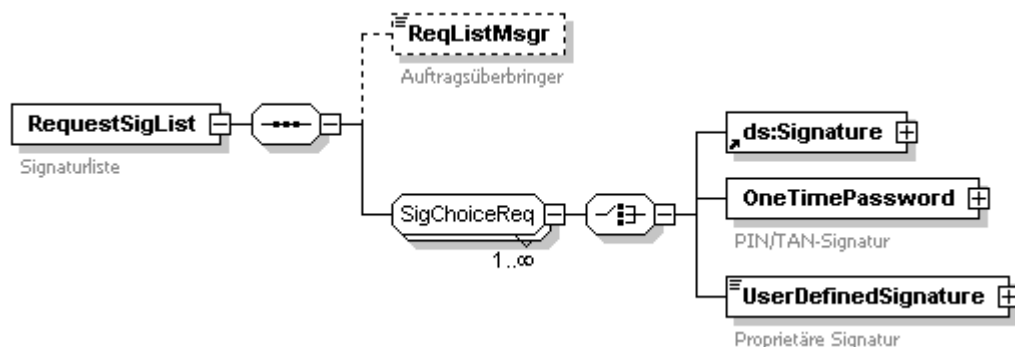 ReqListMsgr
Auftragsüberbringer
RequestSigList
Signaturliste
SigChoiceReq
1..∞
ds:Signature
OneTimePassword
PIN/TAN-Signatur
UserDefinedSignature
Proprietäre Signatur